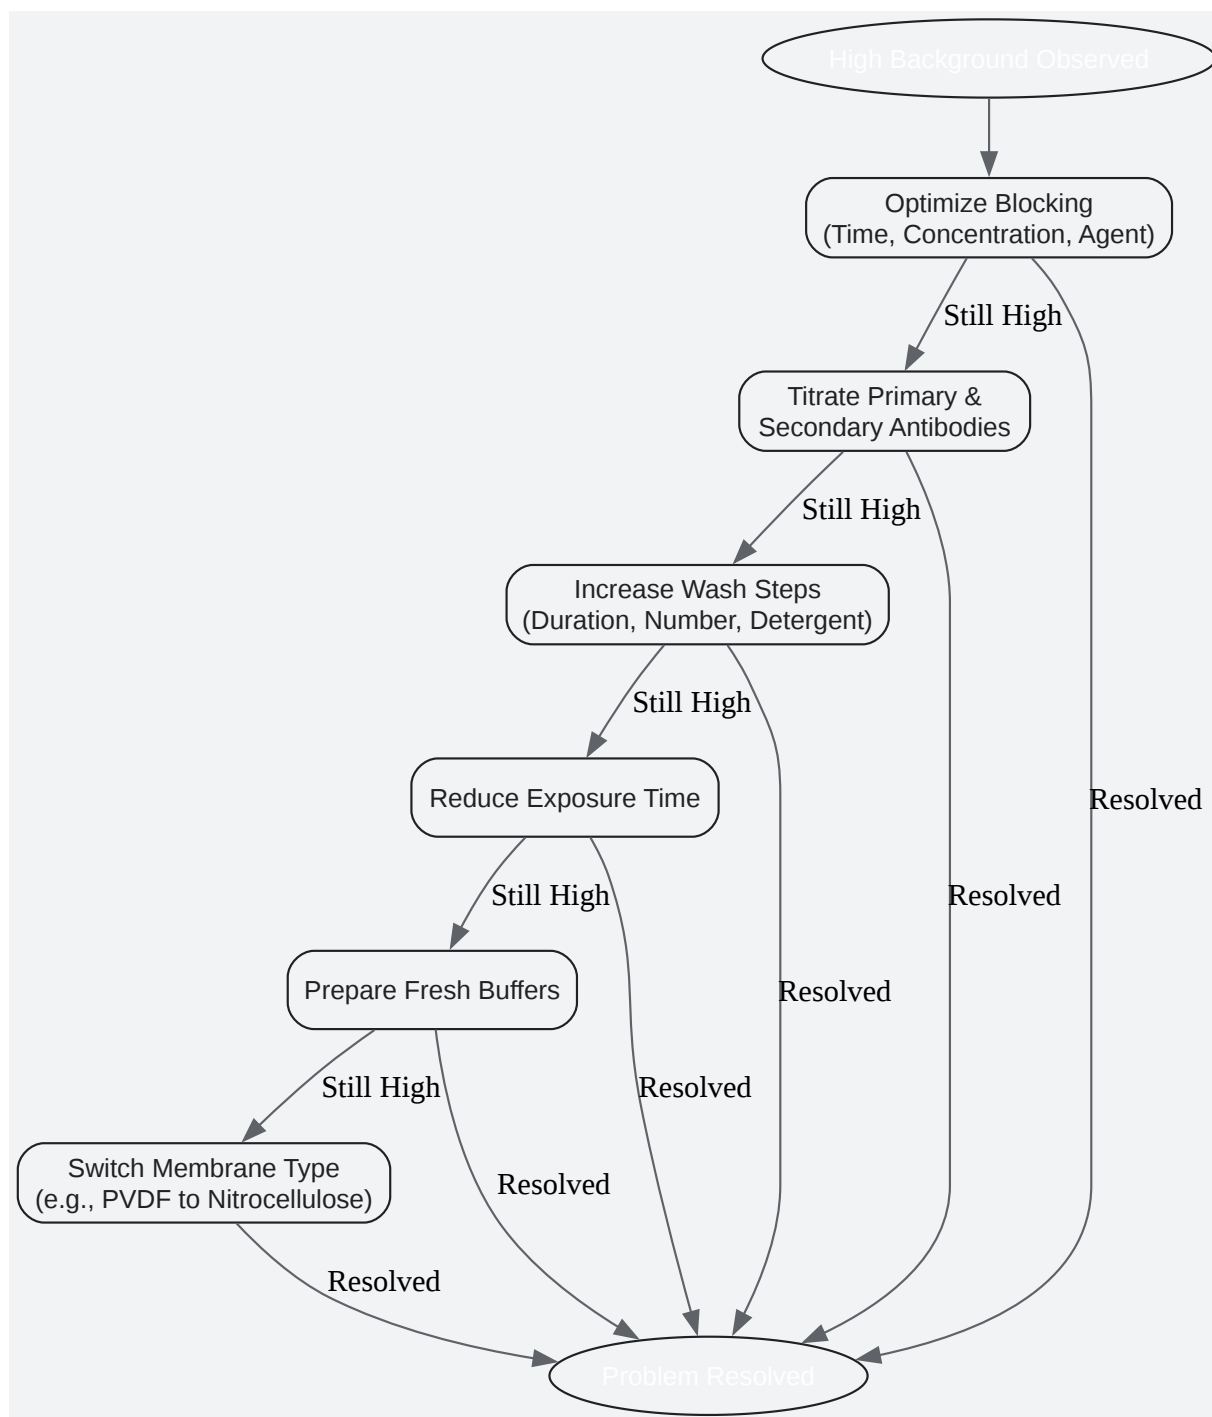 High Background Observed
Optimize Blocking
(Time, Concentration, Agent)
Still High
Titrate Primary &
Secondary Antibodies
Still High
Increase Wash Steps
(Duration, Number, Detergent)
Still High
Reduce Exposure Time
Resolved
Still High
Resolved
Prepare Fresh Buffers
Resolved
Still High
Resolved
Switch Membrane Type
(e.g., PVDF to Nitrocellulose)
Resolved
Resolved
Problem Resolved